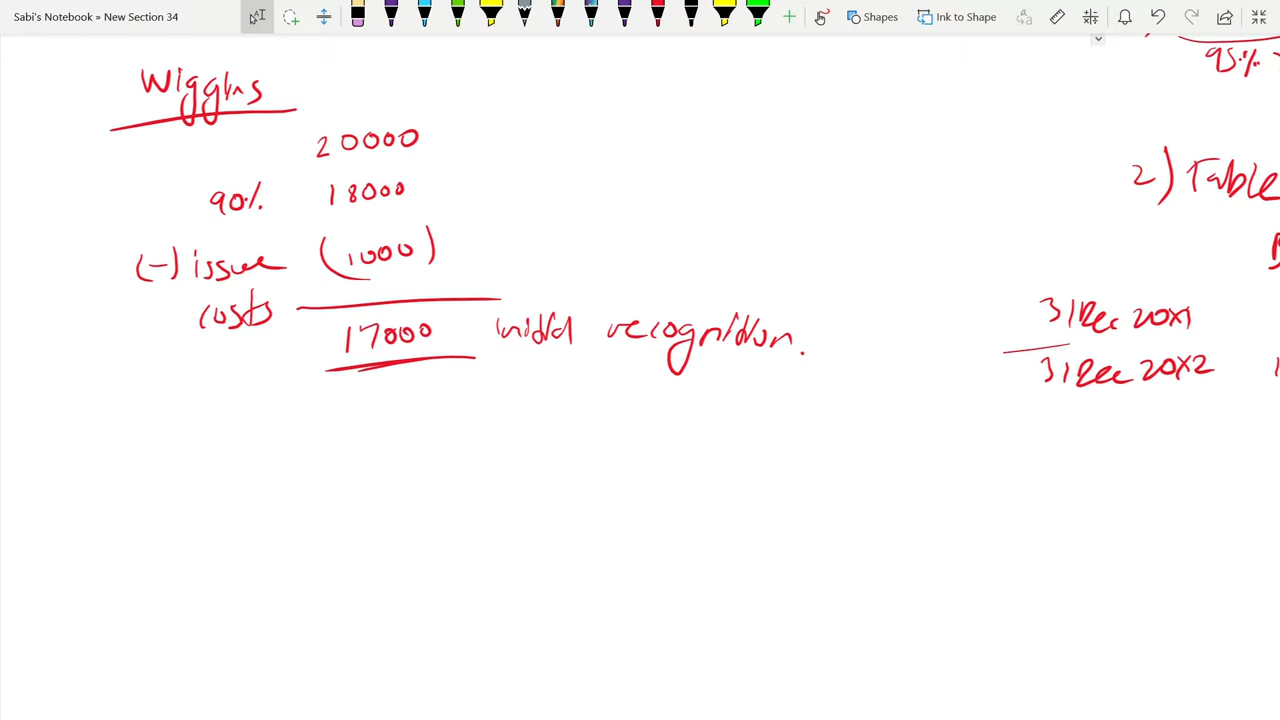 Sabi's Notebook » New Section 34
Shapes
Ink to Shape
Wiggins
20000
90% 18000
(-) issue costs (1000)
17000 initial recognition.
95%
2) Table
31 Dec 20X1
31 Dec 20X2